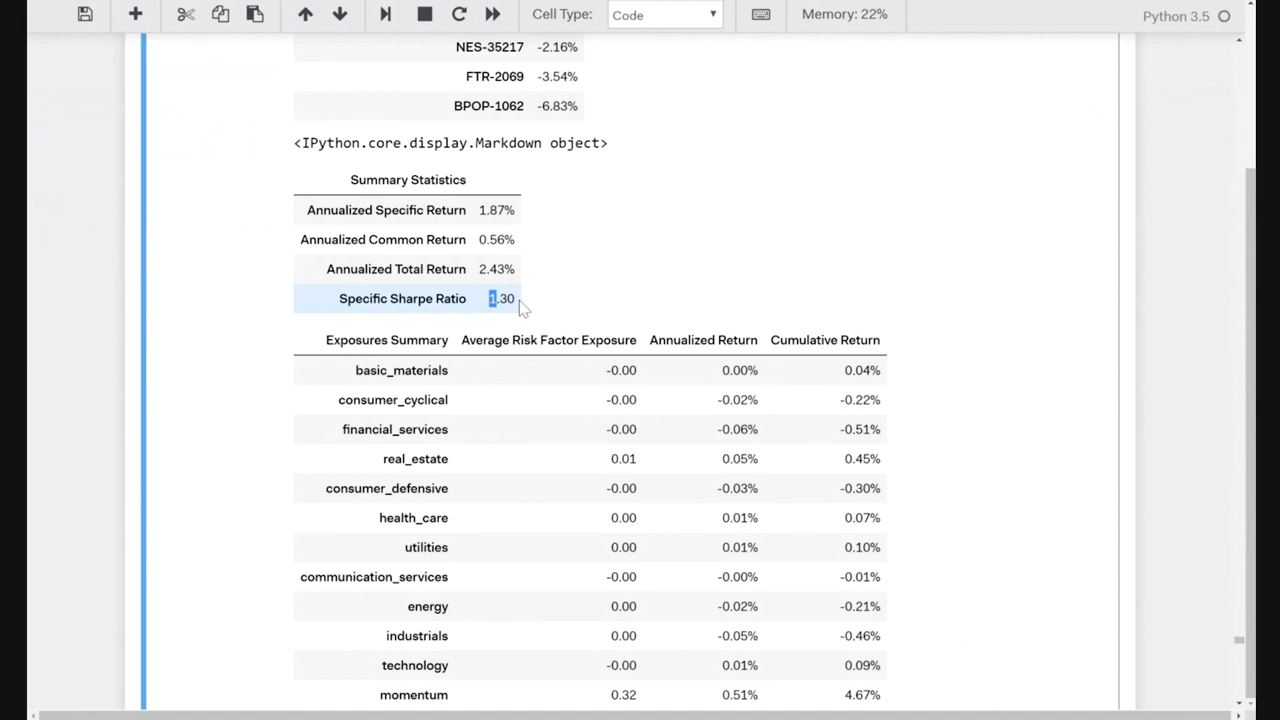 Cell Type: Code Memory: 22% Python 3.5
NES-35217 -2.16%
FTR-2069 -3.54%
BPOP-1062 -6.83%
<IPython.core.display.Markdown object>
Summary Statistics
Annualized Specific Return 1.87%
Annualized Common Return 0.56%
Annualized Total Return 2.43%
Specific Sharpe Ratio 1.30
Exposures Summary Average Risk Factor Exposure Annualized Return Cumulative Return
basic_materials -0.00 0.00% 0.04%
consumer_cyclical -0.00 -0.02% -0.22%
financial_services -0.00 -0.06% -0.51%
real_estate 0.01 0.05% 0.45%
consumer_defensive -0.00 -0.03% -0.30%
health_care 0.00 0.01% 0.07%
utilities 0.00 0.01% 0.10%
communication_services -0.00 -0.00% -0.01%
energy 0.00 -0.02% -0.21%
industrials 0.00 -0.05% -0.46%
technology -0.00 0.01% 0.09%
momentum 0.32 0.51% 4.67%